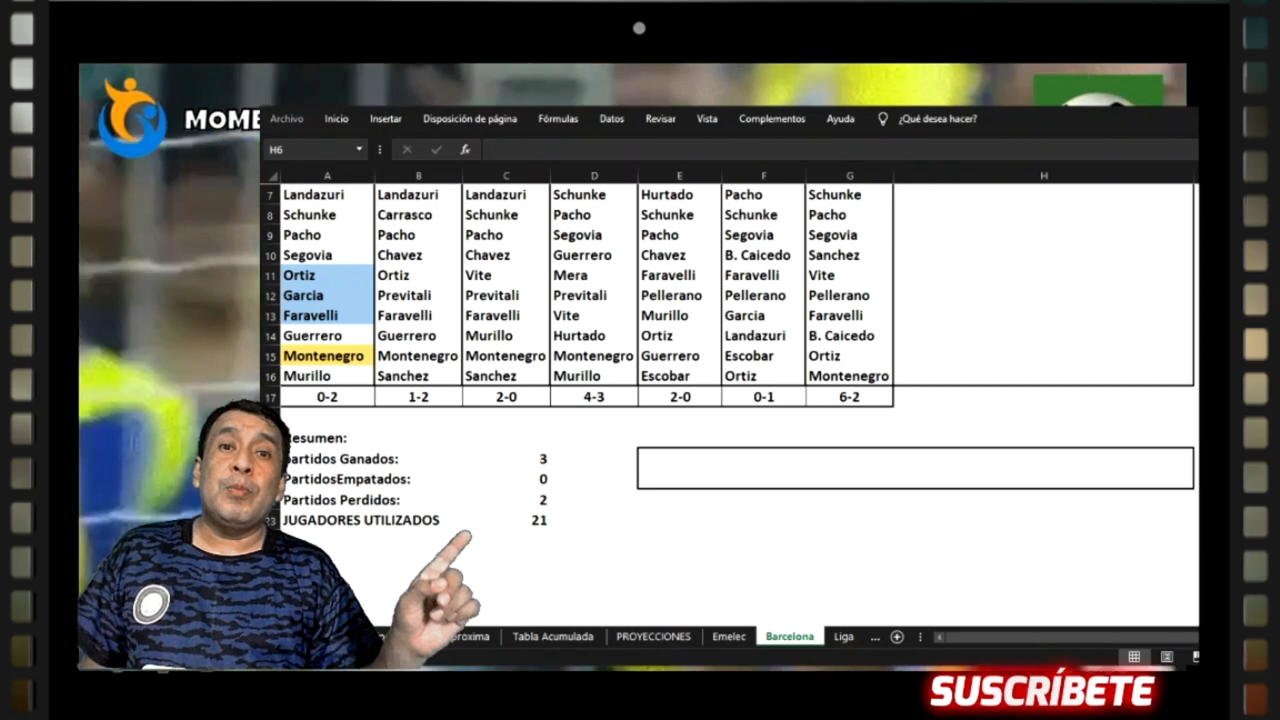 MOME
Archivo Inicio Insertar Disposición de página Fórmulas Datos Revisar Vista Complementos Ayuda ¿Qué desea hacer?
H6 fx
A B C D E F G H
7 Landazuri Landazuri Landazuri Schunke Hurtado Pacho Schunke
8 Schunke Carrasco Schunke Pacho Schunke Schunke Pacho
9 Pacho Pacho Pacho Segovia Pacho Segovia Segovia
10 Segovia Chavez Chavez Guerrero Chavez B. Caicedo Sanchez
11 Ortiz Ortiz Vite Mera Faravelli Faravelli Vite
12 Garcia Previtali Previtali Previtali Pellerano Pellerano Pellerano
13 Faravelli Faravelli Faravelli Vite Murillo Garcia Faravelli
14 Guerrero Guerrero Murillo Hurtado Ortiz Landazuri B. Caicedo
15 Montenegro Montenegro Montenegro Montenegro Guerrero Escobar Ortiz
16 Murillo Sanchez Sanchez Murillo Escobar Ortiz Montenegro
17 0-2 1-2 2-0 4-3 2-0 0-1 6-2
esumen:
partidos Ganados: 3
PartidosEmpatados: 0
Partidos Perdidos: 2
23 JUGADORES UTILIZADOS 21
roxima Tabla Acumulada PROYECCIONES Emelec Barcelona Liga ...
SUSCRÍBETE